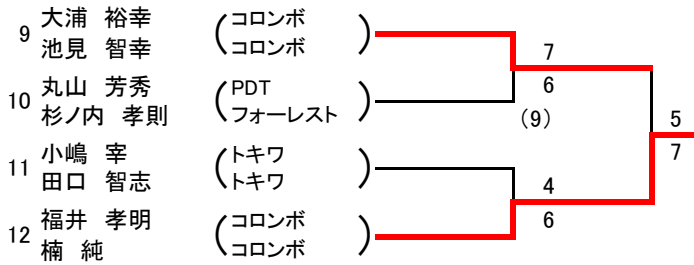 9 大浦 裕幸 (コロンボ
池見 智幸 コロンボ)
7
6
(9)
10 丸山 芳秀 (PDT
杉ノ内 孝則 フォーレスト)
5
7
11 小嶋 宰 (トキワ
田口 智志 トキワ)
4
6
12 福井 孝明 (コロンボ
楠 純 コロンボ)